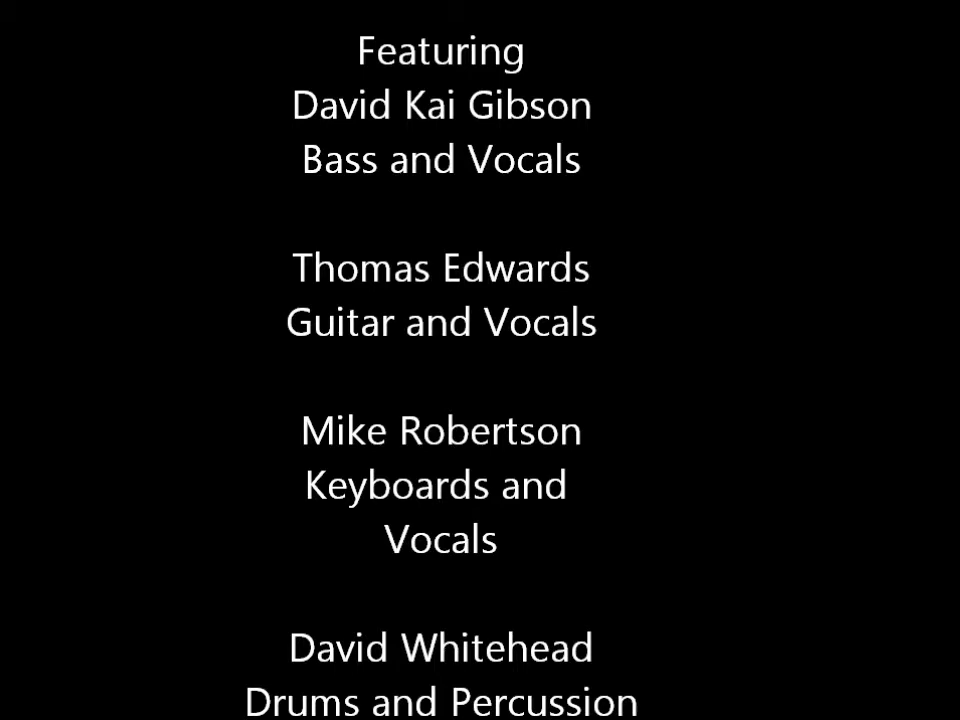 Featuring
David Kai Gibson
Bass and Vocals
Thomas Edwards
Guitar and Vocals
Mike Robertson
Keyboards and
Vocals
David Whitehead
Drums and Percussion